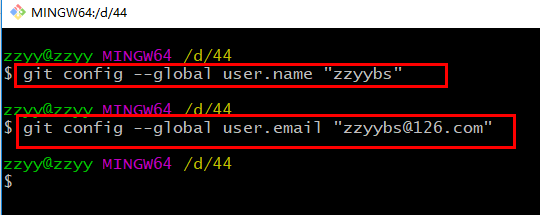 MINGW64:/d/44
zzyy@zzyy MINGW64 /d/44
$ git config --global user.name "zzyybs"
zzyy@zzyy MINGW64 /d/44
$ git config --global user.email "zzyybs@126.com"
zzyy@zzyy MINGW64 /d/44
$